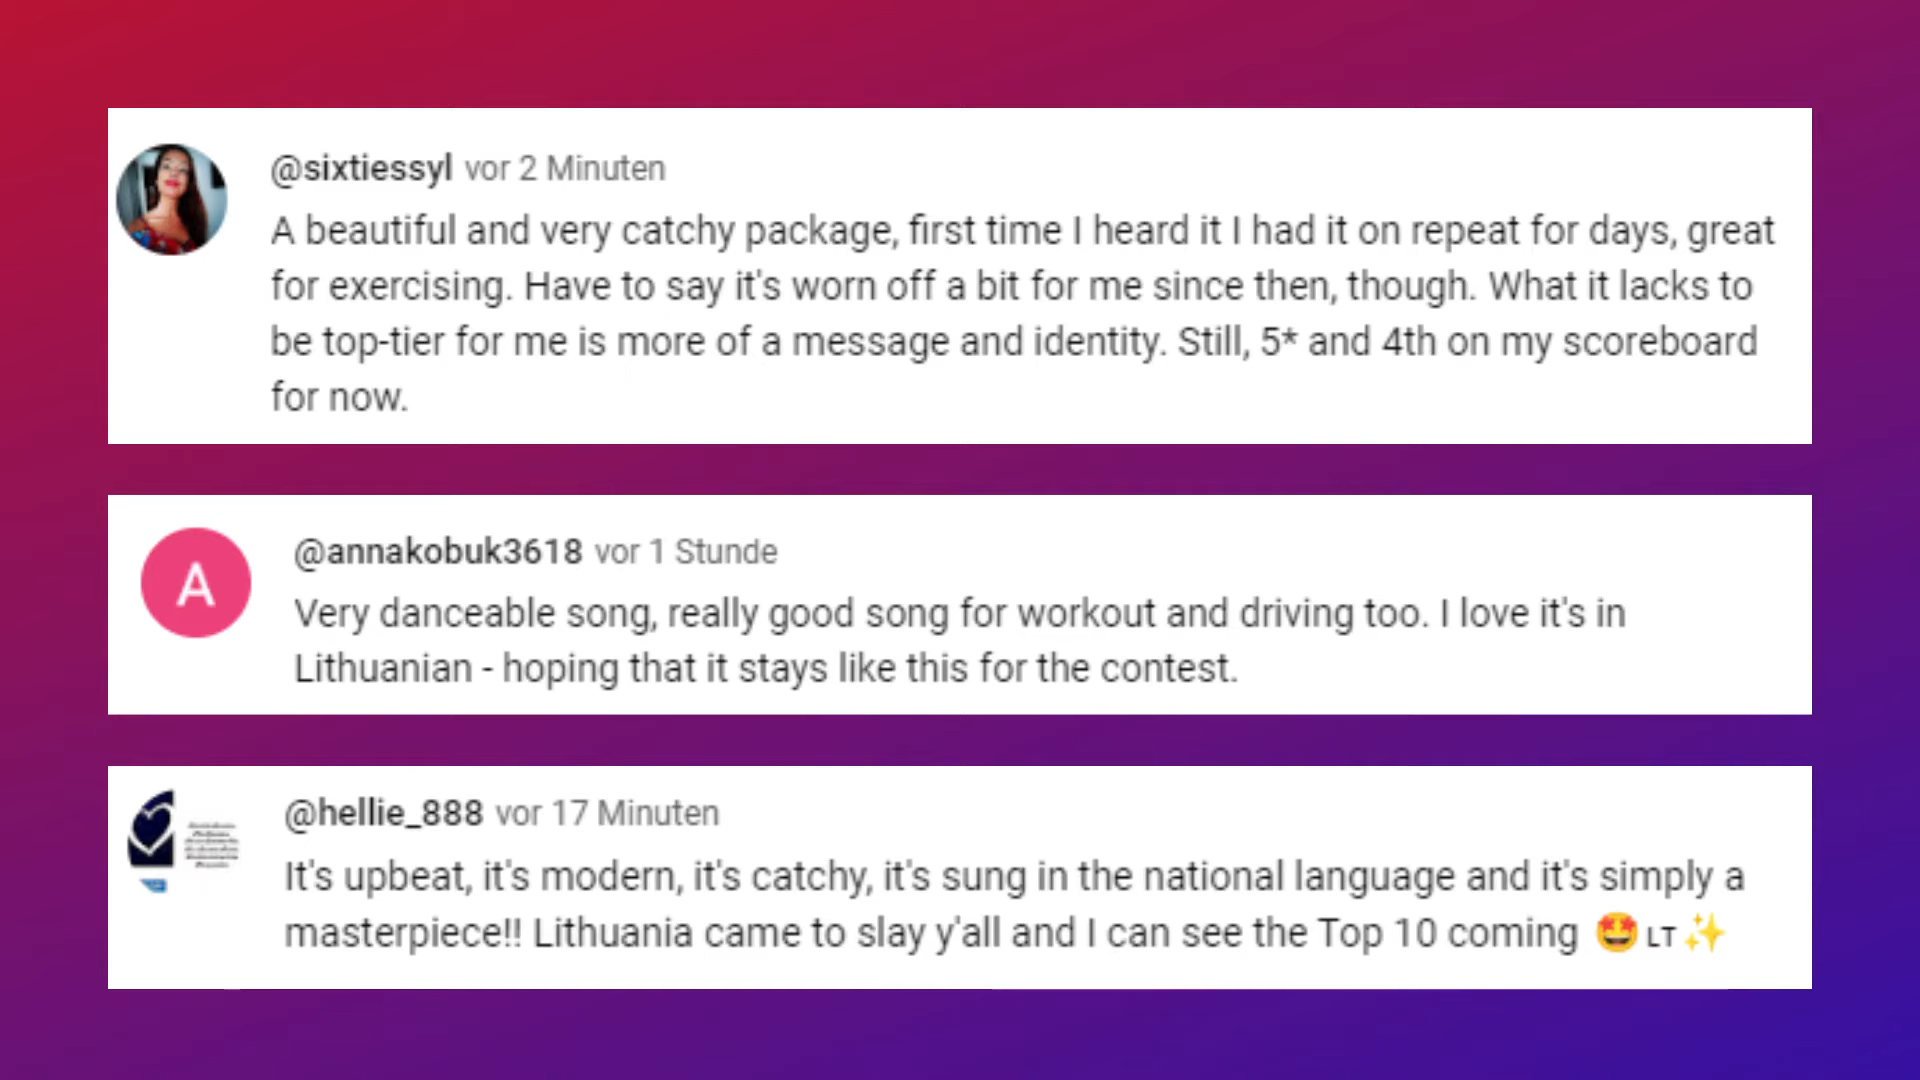 @sixtiessyl vor 2 Minuten
A beautiful and very catchy package, first time I heard it I had it on repeat for days, great
for exercising. Have to say it's worn off a bit for me since then, though. What it lacks to
be top-tier for me is more of a message and identity. Still, 5* and 4th on my scoreboard
for now.
A
@annakobuk3618 vor 1 Stunde
Very danceable song, really good song for workout and driving too. I love it's in
Lithuanian - hoping that it stays like this for the contest.
@hellie_888 vor 17 Minuten
It's upbeat, it's modern, it's catchy, it's sung in the national language and it's simply a
masterpiece!! Lithuania came to slay y'all and I can see the Top 10 coming 🤩 LT ✨